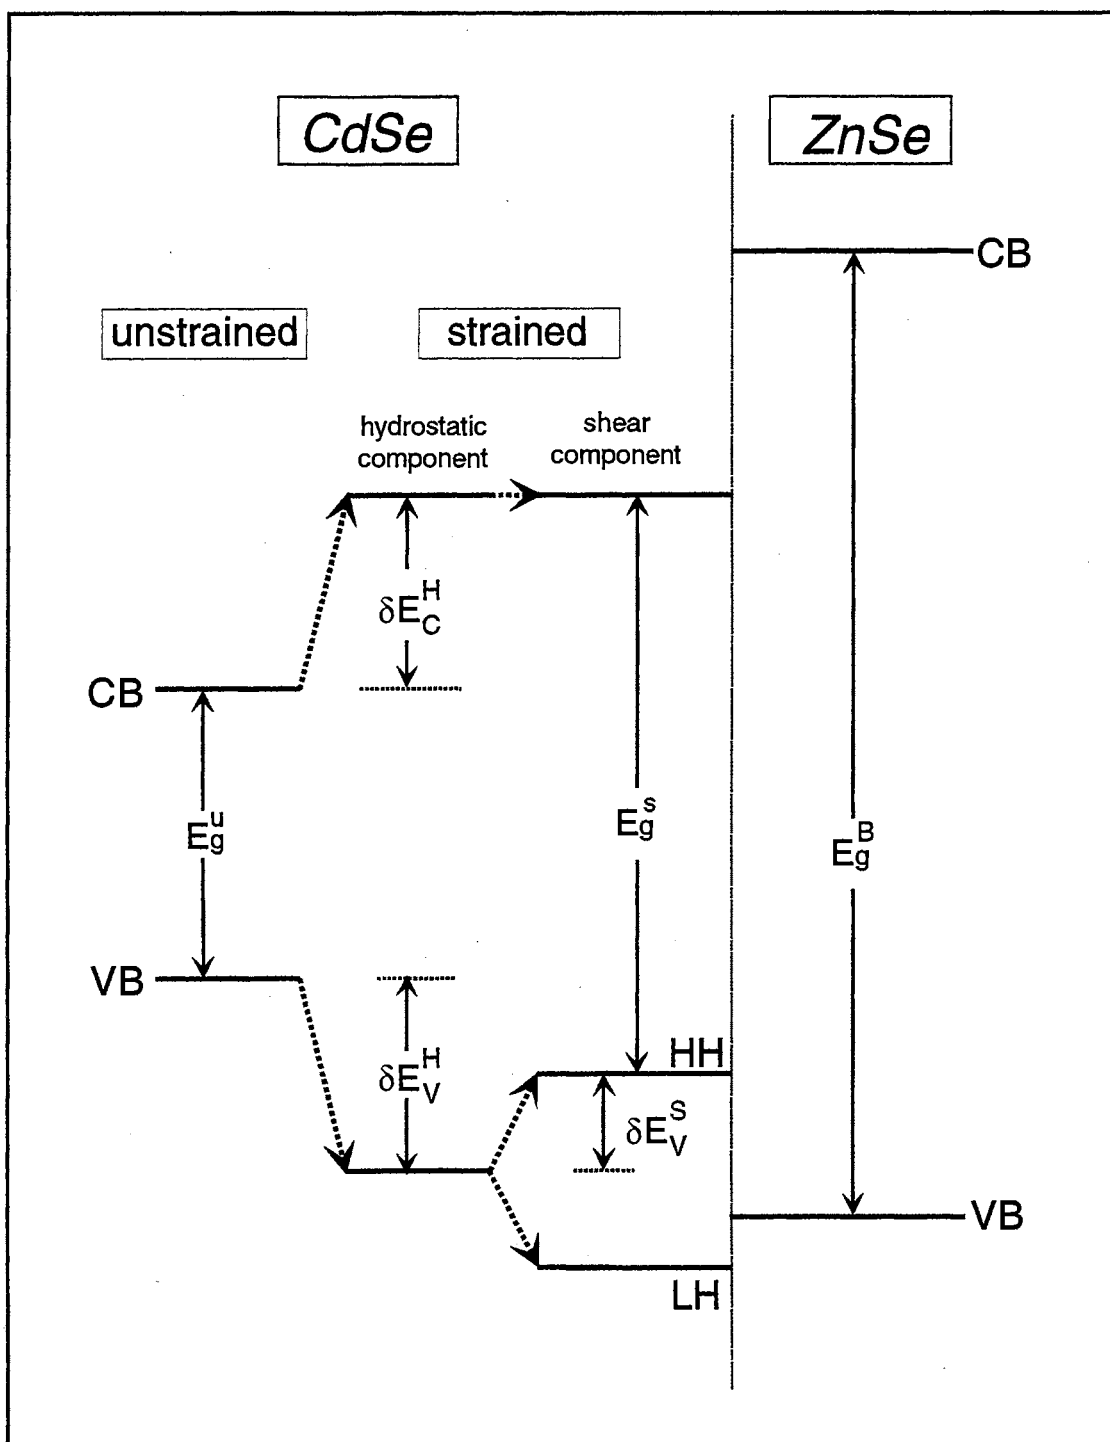 CdSe
ZnSe
CB
unstrained
strained
hydrostatic
component
shear
component
δE_C^H
CB
E_g^u
E_g^s
E_g^B
VB
HH
δE_V^H
δE_V^S
VB
LH